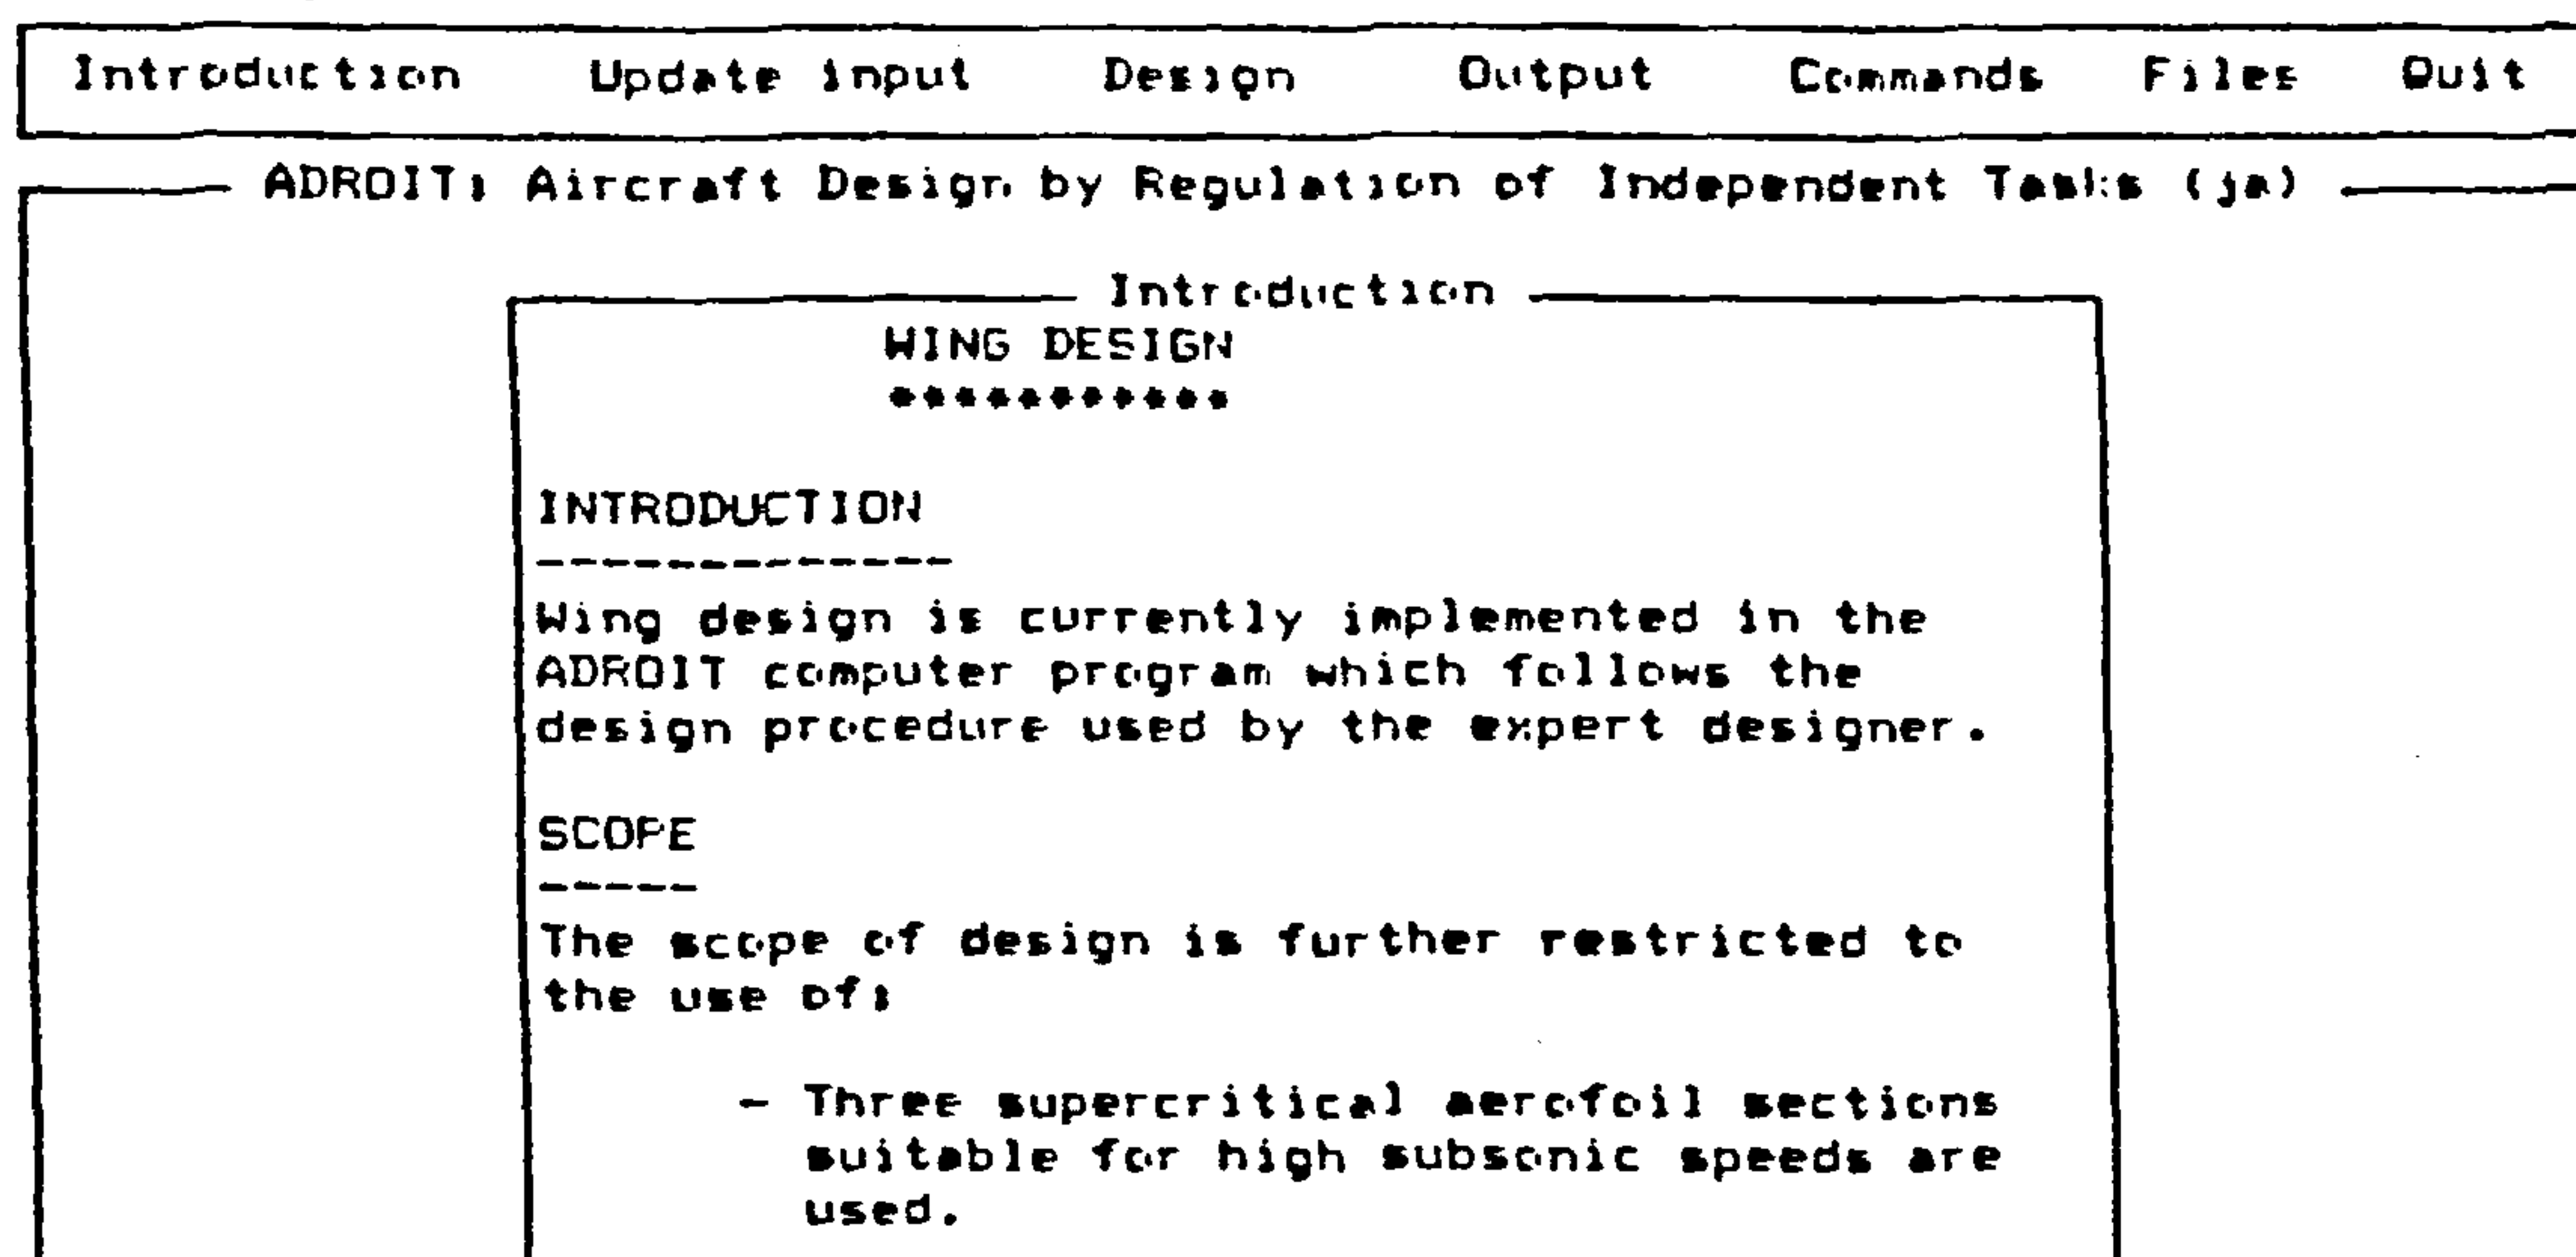 Introduction Update input Design Output Commands Files Quit
ADROIT: Aircraft Design by Regulation of Independent Tasks (ja)
Introduction
WING DESIGN
***********
INTRODUCTION
-------------
Wing design is currently implemented in the
ADROIT computer program which follows the
design procedure used by the expert designer.
SCOPE
-----
The scope of design is further restricted to
the use of:
- Three supercritical aerofoil sections
suitable for high subsonic speeds are
used.